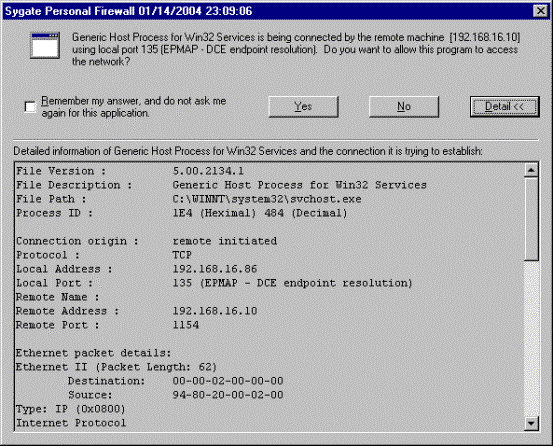 Sygate Personal Firewall 01/14/2004 23:09:06
Generic Host Process for Win32 Services is being connected by the remote machine [192.168.16.10]
using local port 135 (EPMAP - DCE endpoint resolution). Do you want to allow this program to access
the network?
Remember my answer, and do not ask me
again for this application.
Yes
No
Detail <<
Detailed information of Generic Host Process for Win32 Services and the connection it is trying to establish:
File Version : 5.00.2134.1
File Description : Generic Host Process for Win32 Services
File Path : C:\WINNT\system32\svchost.exe
Process ID : 1E4 (Heximal) 484 (Decimal)
Connection origin : remote initiated
Protocol : TCP
Local Address : 192.168.16.86
Local Port : 135 (EPMAP - DCE endpoint resolution)
Remote Name :
Remote Address : 192.168.16.10
Remote Port : 1154
Ethernet packet details:
Ethernet II (Packet Length: 62)
Destination: 00-00-02-00-00-00
Source: 94-80-20-00-02-00
Type: IP (0x0800)
Internet Protocol